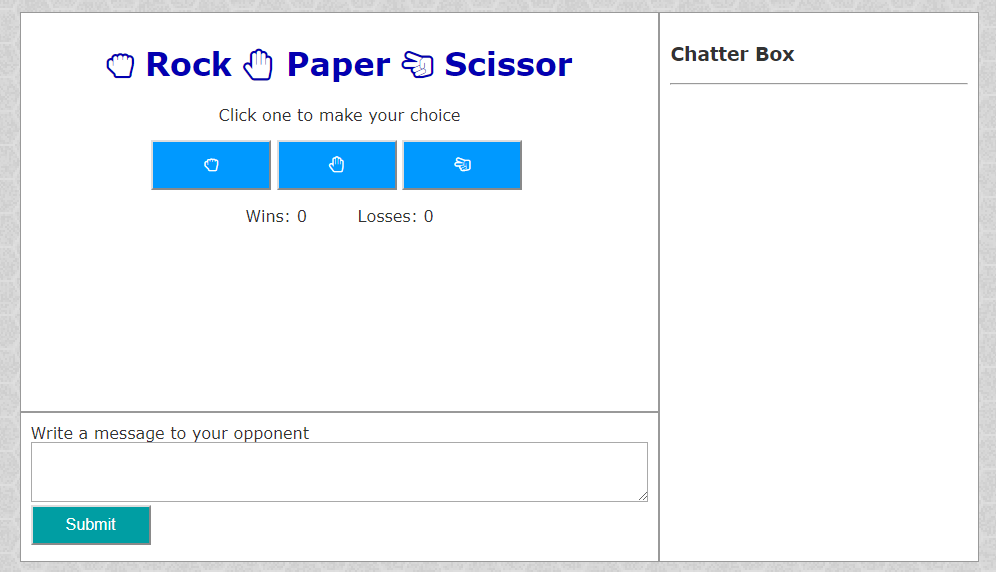 Rock Paper Scissor
Click one to make your choice
Wins: 0 Losses: 0
Write a message to your opponent
Submit
Chatter Box